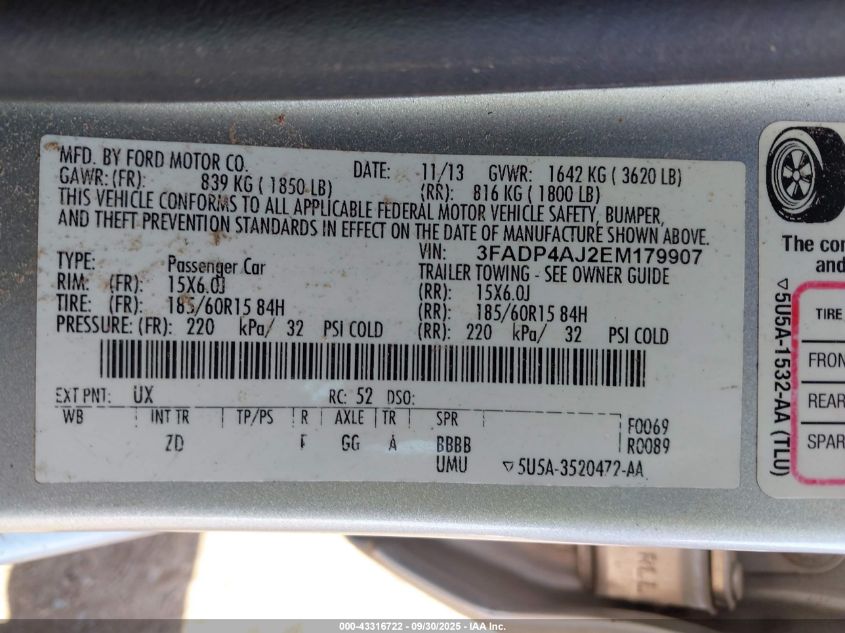 MFD. BY FORD MOTOR CO. DATE: 11/13 GVWR: 1642 KG ( 3620 LB)
GAWR: (FR): 839 KG ( 1850 LB) (RR): 816 KG ( 1800 LB)
THIS VEHICLE CONFORMS TO ALL APPLICABLE FEDERAL MOTOR VEHICLE SAFETY, BUMPER,
AND THEFT PREVENTION STANDARDS IN EFFECT ON THE DATE OF MANUFACTURE SHOWN ABOVE.
VIN: 3FADP4AJ2EM179907
TYPE: Passenger Car TRAILER TOWING - SEE OWNER GUIDE
RIM: (FR): 15X6.0J (RR): 15X6.0J
TIRE: (FR): 185/60R15 84H (RR): 185/60R15 84H
PRESSURE: (FR): 220 kPa/ 32 PSI COLD (RR): 220 kPa/ 32 PSI COLD
EXT PNT: UX RC: 52 DSO:
WB INT TR TP/PS R AXLE TR SPR F0069
ZD F GG A BBBB R0089
UMU ▽5U5A-3520472-AA
The con
and
TIRE
FRON
REAR
SPAR
▽5U5A-1532-AA (TLU)
000-43316722 - 09/30/2025 - IAA Inc.